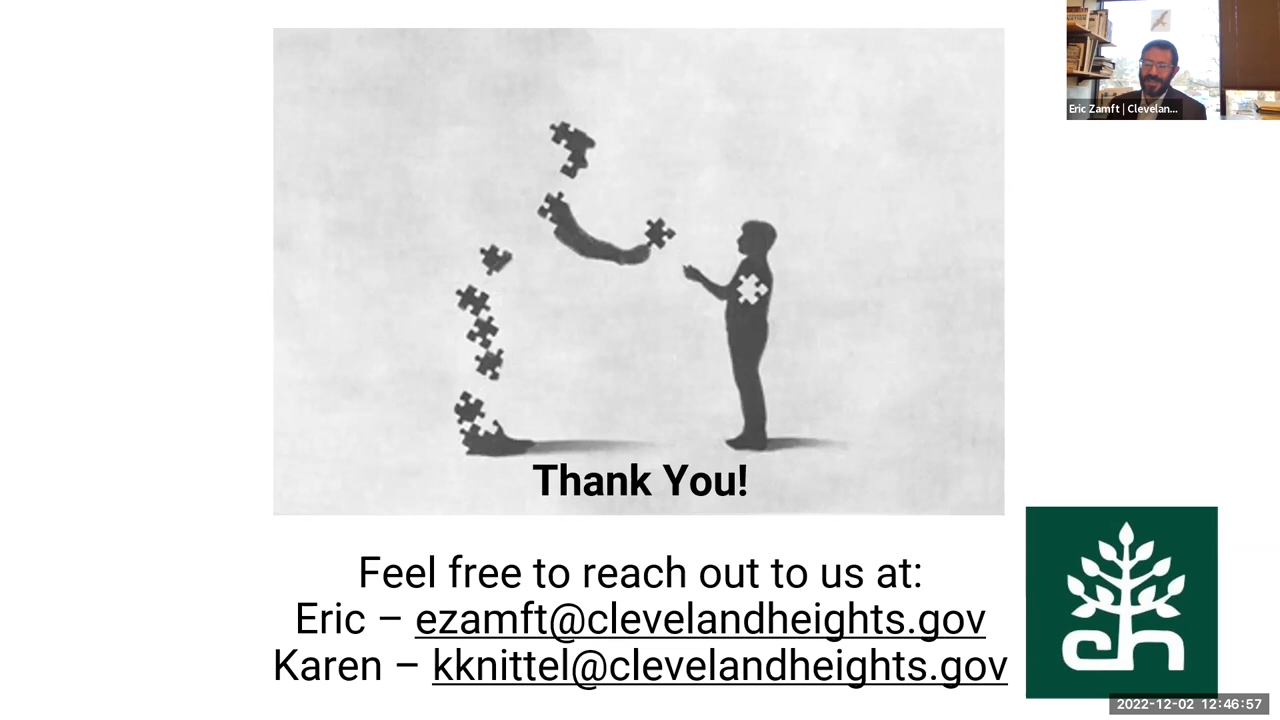 Eric Zamft | Clevelan...
Thank You!
Feel free to reach out to us at:
Eric – ezamft@clevelandheights.gov
Karen – kknittel@clevelandheights.gov
ch
2022-12-02 12:46:57